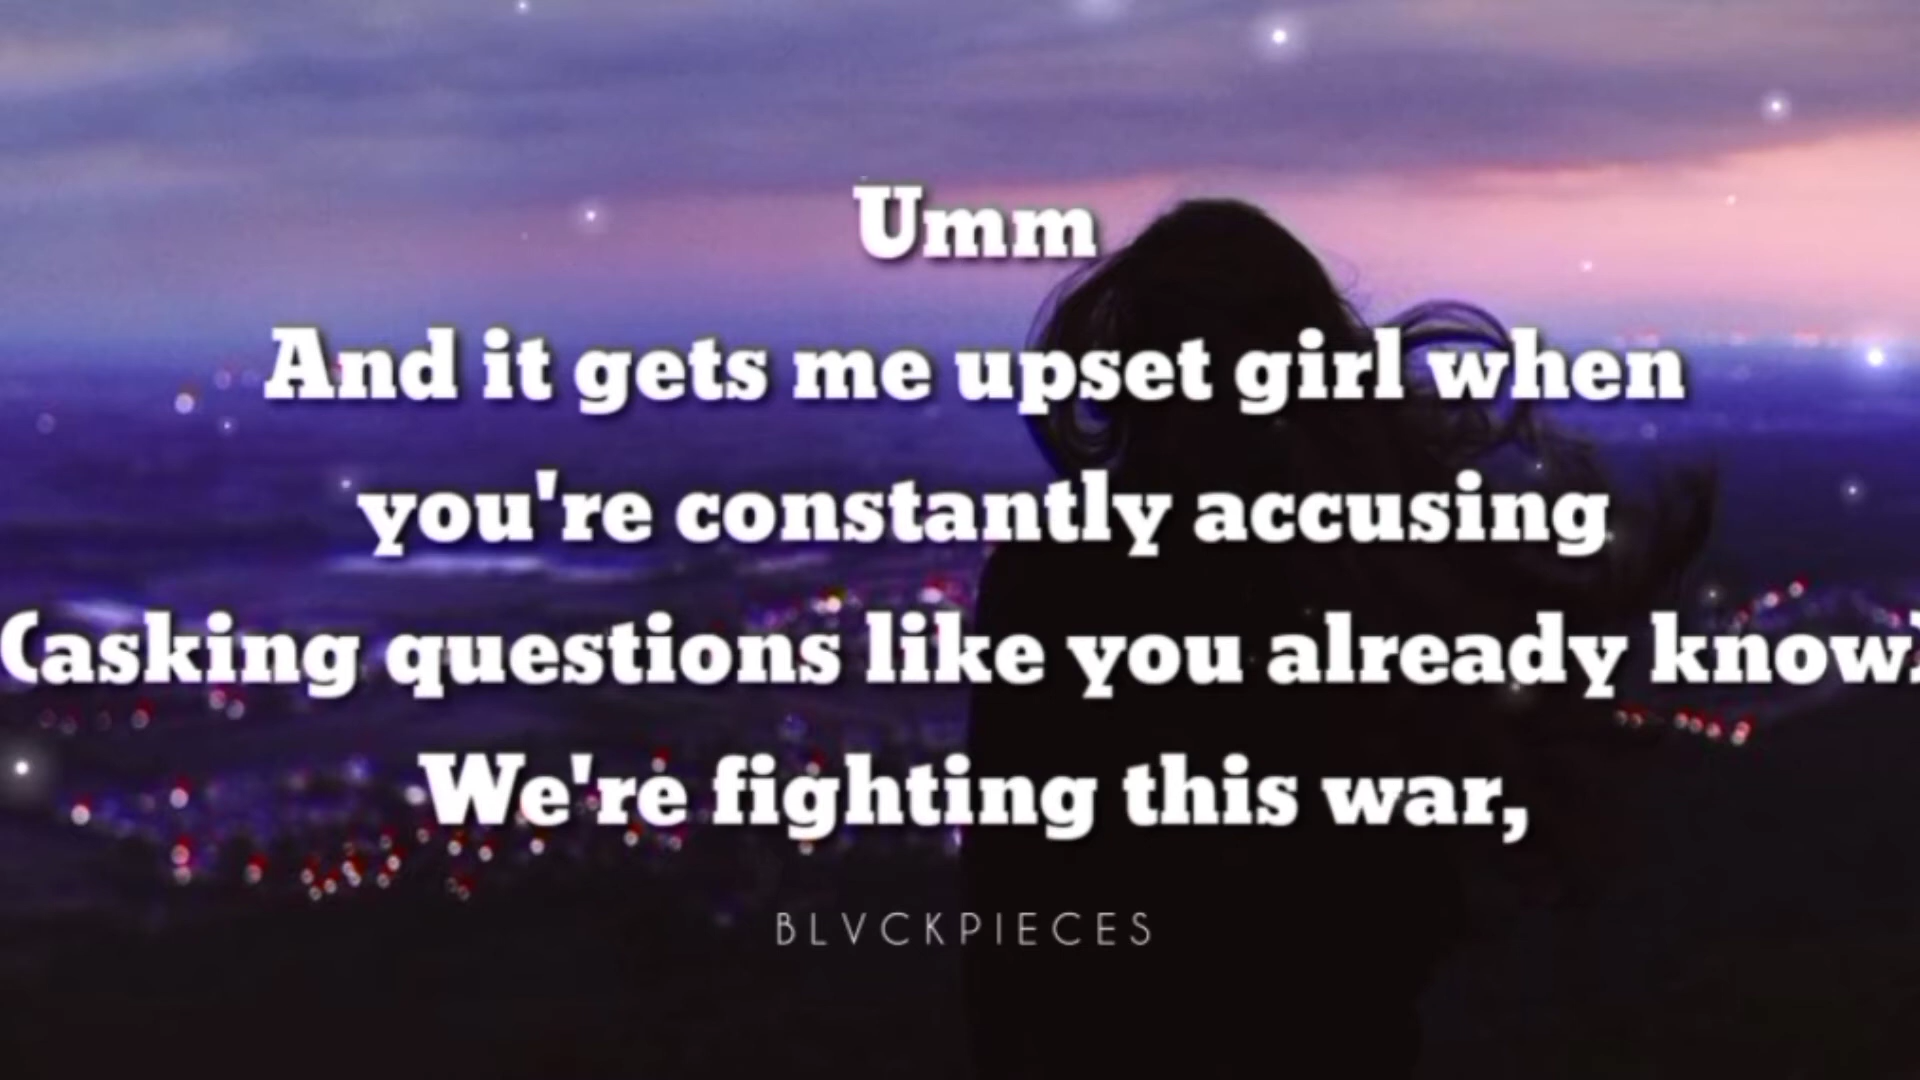 Umm
And it gets me upset girl when
you're constantly accusing
(asking questions like you already know)
We're fighting this war,
BLVCKPIECES